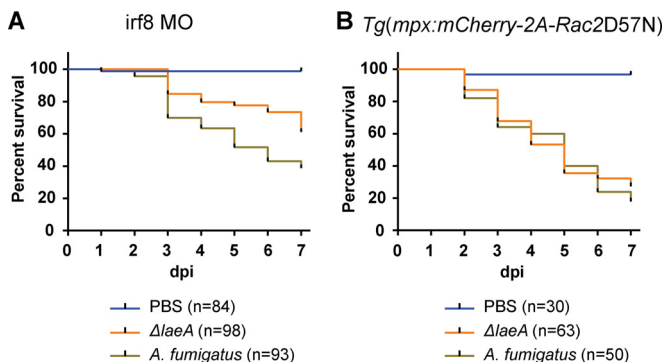 A irf8 MO
B Tg(mpx:mCherry-2A-Rac2D57N)
Percent survival
100
80
60
40
20
0
0 1 2 3 4 5 6 7
dpi
PBS (n=84)
ΔlaeA (n=98)
A. fumigatus (n=93)
Percent survival
100
80
60
40
20
0
0 1 2 3 4 5 6 7
dpi
PBS (n=30)
ΔlaeA (n=63)
A. fumigatus (n=50)